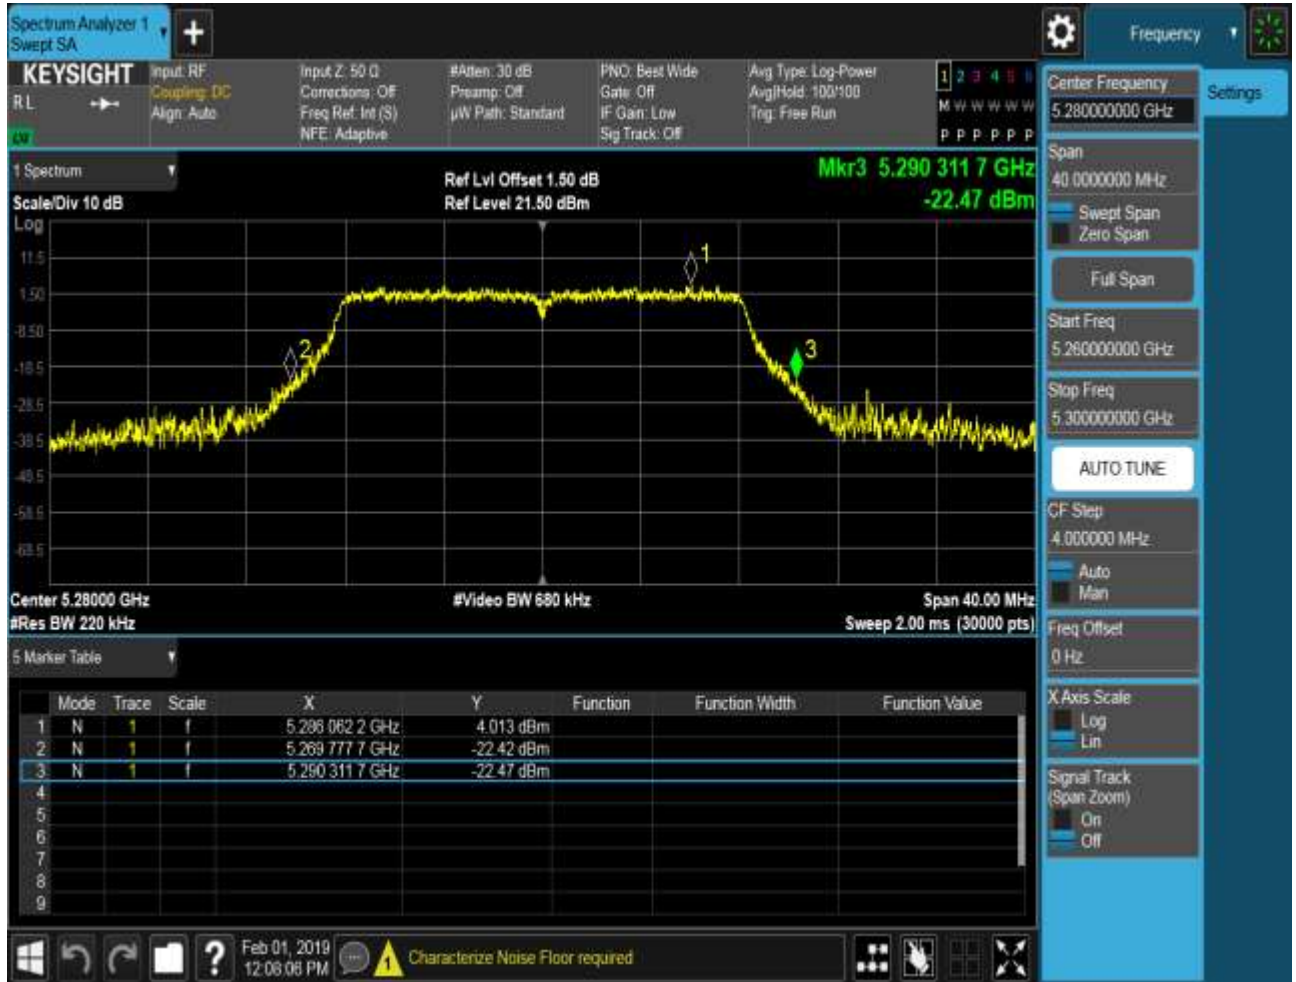 Spectrum Analyzer 1
Swept SA
+
Frequency
KEYSIGHT
R L
Input: RF
Coupling: DC
Align: Auto
Input Z: 50 Ω
Corrections: Off
Freq Ref: Int (S)
NFE: Adaptive
#Atten: 30 dB
Preamp: Off
µW Path: Standard
PNO: Best Wide
Gate: Off
IF Gain: Low
Sig Track: Off
Avg Type: Log-Power
Avg|Hold: 100/100
Trig: Free Run
1 2 3 4 5 6
M W W W W W
P P P P P P
1 Spectrum
Scale/Div 10 dB
Ref Lvl Offset 1.50 dB
Ref Level 21.50 dBm
Mkr3 5.290 311 7 GHz
-22.47 dBm
Log
11.5
1.50
-8.50
-18.5
-28.5
-38.5
-48.5
-58.5
-68.5
1
2
3
Center 5.28000 GHz
#Res BW 220 kHz
#Video BW 680 kHz
Span 40.00 MHz
Sweep 2.00 ms (30000 pts)
5 Marker Table
Mode Trace Scale X Y Function Function Width Function Value
1 N 1 f 5.286 062 2 GHz 4.013 dBm
2 N 1 f 5.269 777 7 GHz -22.42 dBm
3 N 1 f 5.290 311 7 GHz -22.47 dBm
4
5
6
7
8
9
Feb 01, 2019
12:06:06 PM
?
1
Characterize Noise Floor required
Center Frequency
5.280000000 GHz
Settings
Span
40.0000000 MHz
Swept Span
Zero Span
Full Span
Start Freq
5.260000000 GHz
Stop Freq
5.300000000 GHz
AUTO TUNE
CF Step
4.000000 MHz
Auto
Man
Freq Offset
0 Hz
X Axis Scale
Log
Lin
Signal Track
(Span Zoom)
On
Off